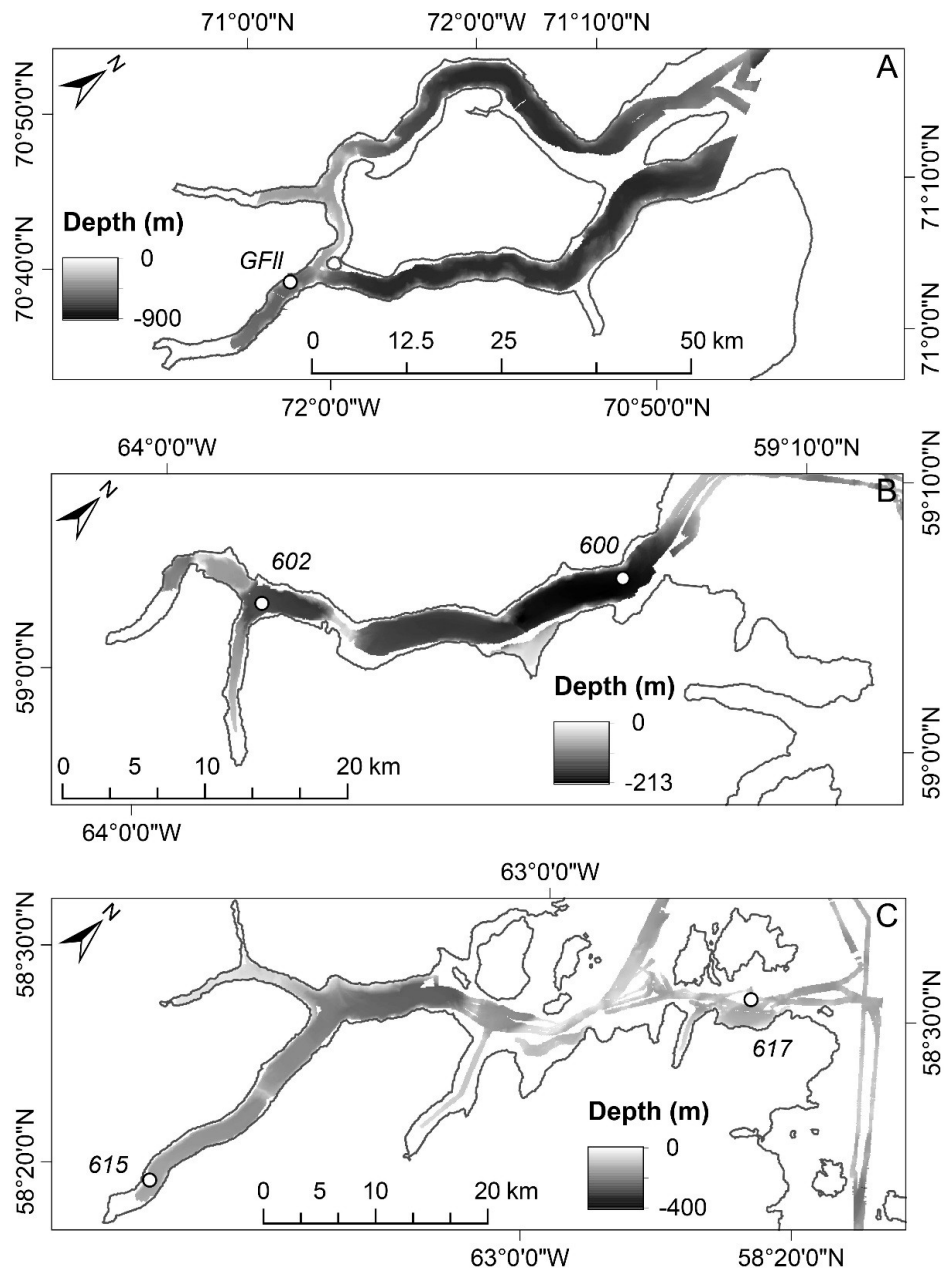 71°0'0"N 72°0'0"N 71°10'0"N
A
N
70°50'0"N
71°10'0"N
Depth (m)
0
-900
GFII
70°40'0"N
71°0'0"N
0 12.5 25 50 km
72°0'0"W 70°50'0"N
64°0'0"W 59°10'0"N
B
N
59°10'0"N
602
600
59°0'0"N
Depth (m)
0
-213
59°0'0"N
0 5 10 20 km
64°0'0"W
63°0'0"W
C
N
58°30'0"N
58°30'0"N
617
615
58°20'0"N
Depth (m)
0
-400
0 5 10 20 km
63°0'0"W 58°20'0"N